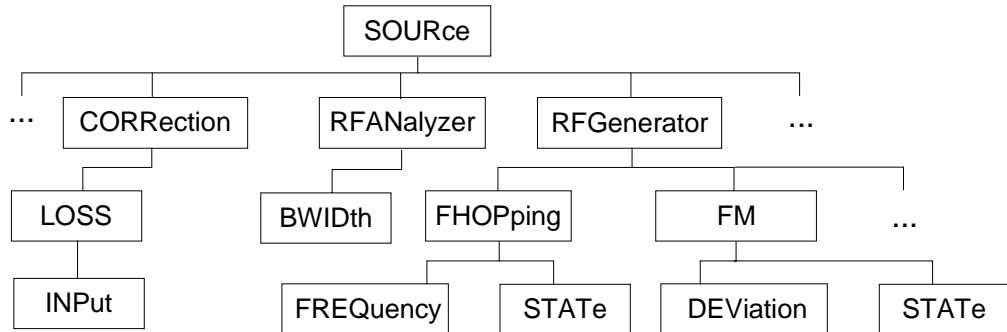 SOURce
... CORRection RFANalyzer RFGenerator ...
LOSS BWIDth FHOPping FM ...
INPut FREQuency STATe DEViation STATe